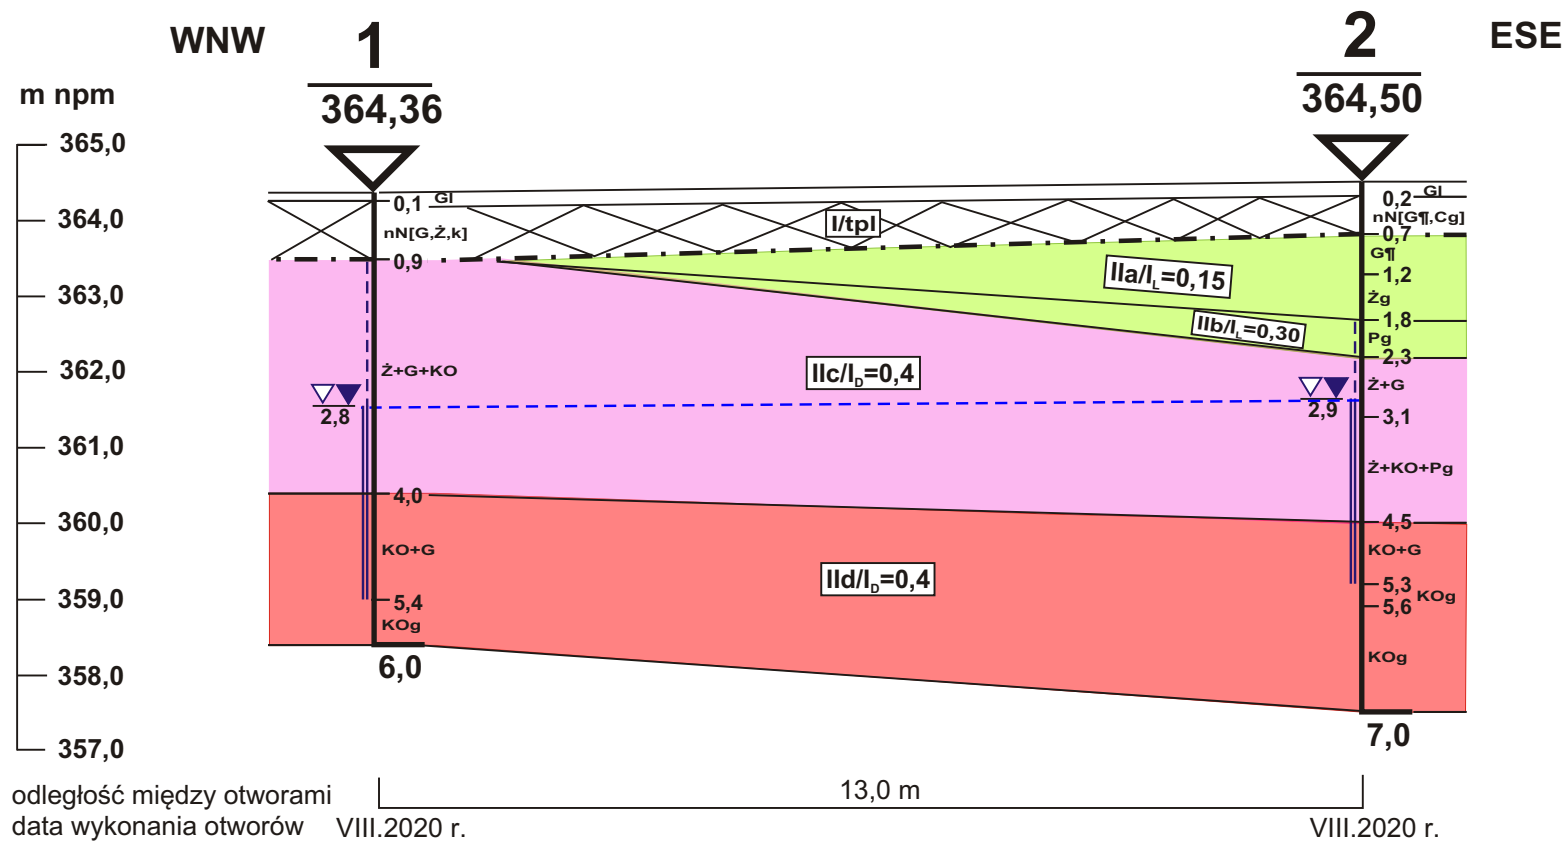 WNW
1
364,36
2
364,50
ESE
m npm
365,0
364,0
363,0
362,0
361,0
360,0
359,0
358,0
357,0
0,1
Gl
nN[G,Ż,k]
0,9
Ż+G+KO
2,8
4,0
KO+G
5,4
KOg
6,0
I/tpl
IIa/IL=0,15
IIb/IL=0,30
IIc/ID=0,4
IId/ID=0,4
0,2
Gl
nN[G¶,Cg]
0,7
G¶
1,2
Żg
1,8
Pg
2,3
Ż+G
2,9
3,1
Ż+KO+Pg
4,5
KO+G
5,3
KOg
5,6
KOg
7,0
odległość między otworami
13,0 m
data wykonania otworów
VIII.2020 r.
VIII.2020 r.